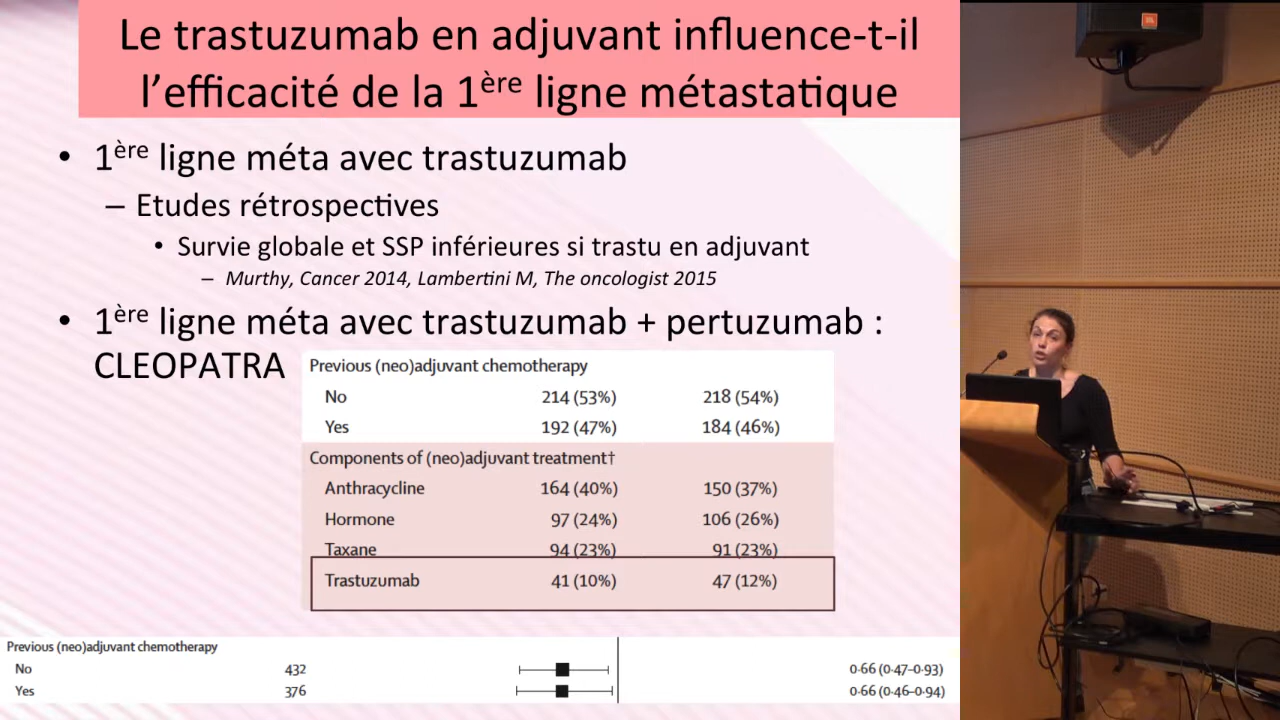 Le trastuzumab en adjuvant influence-t-il
l’efficacité de la 1ère ligne métastatique
• 1ère ligne méta avec trastuzumab
– Etudes rétrospectives
• Survie globale et SSP inférieures si trastu en adjuvant
– Murthy, Cancer 2014, Lambertini M, The oncologist 2015
• 1ère ligne méta avec trastuzumab + pertuzumab :
CLEOPATRA
Previous (neo)adjuvant chemotherapy
No 214 (53%) 218 (54%)
Yes 192 (47%) 184 (46%)
Components of (neo)adjuvant treatment†
Anthracycline 164 (40%) 150 (37%)
Hormone 97 (24%) 106 (26%)
Taxane 94 (23%) 91 (23%)
Trastuzumab 41 (10%) 47 (12%)
Previous (neo)adjuvant chemotherapy
No 432 0·66 (0·47–0·93)
Yes 376 0·66 (0·46–0·94)